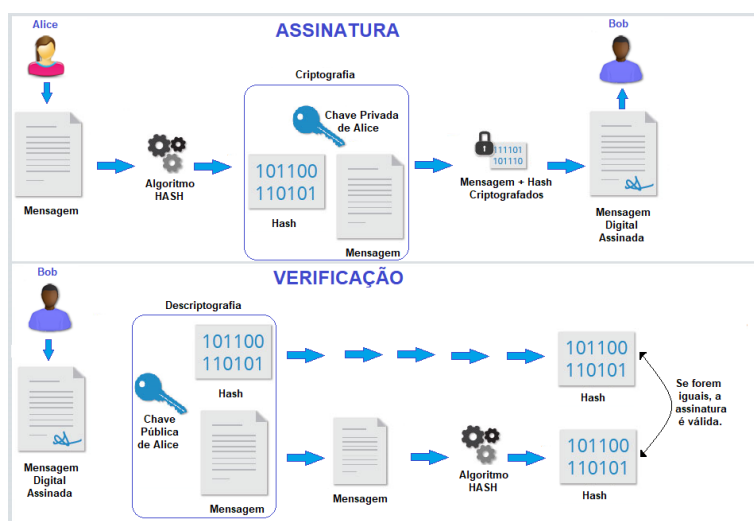 Alice
ASSINATURA
Bob
Criptografia
Chave Privada
de Alice
101100
110101
Hash
Mensagem
Algoritmo
HASH
Mensagem
111101
101110
Mensagem + Hash
Criptografados
Mensagem
Digital
Assinada
Bob
VERIFICAÇÃO
Descriptografia
101100
110101
Hash
Chave
Pública
de Alice
Mensagem
Mensagem
Digital
Assinada
Mensagem
Algoritmo
HASH
101100
110101
Hash
101100
110101
Hash
Se forem
iguais, a
assinatura
é válida.